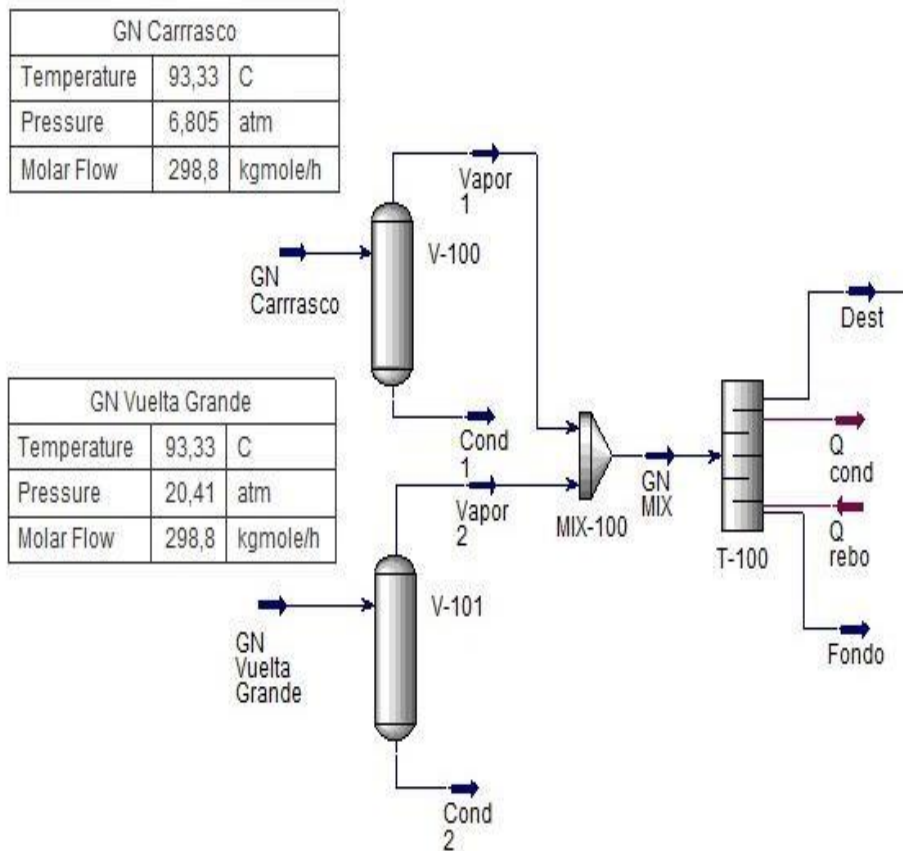 GN Carrrasco
Temperature 93,33 C
Pressure 6,805 atm
Molar Flow 298,8 kgmole/h
Vapor
1
V-100
GN
Carrrasco
Dest
GN Vuelta Grande
Temperature 93,33 C
Pressure 20,41 atm
Molar Flow 298,8 kgmole/h
Cond
1
Vapor
2
MIX-100
GN
MIX
Q
cond
Q
rebo
T-100
V-101
GN
Vuelta
Grande
Fondo
Cond
2